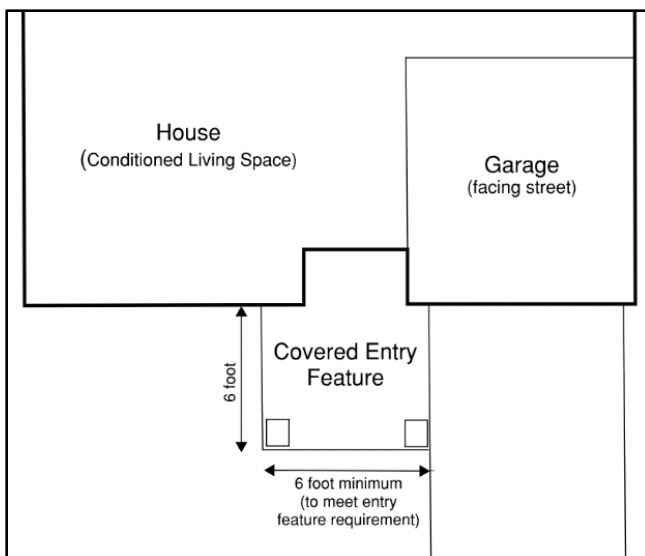 House
(Conditioned Living Space)
Garage
(facing street)
Covered Entry
Feature
6 foot
6 foot minimum
(to meet entry
feature requirement)